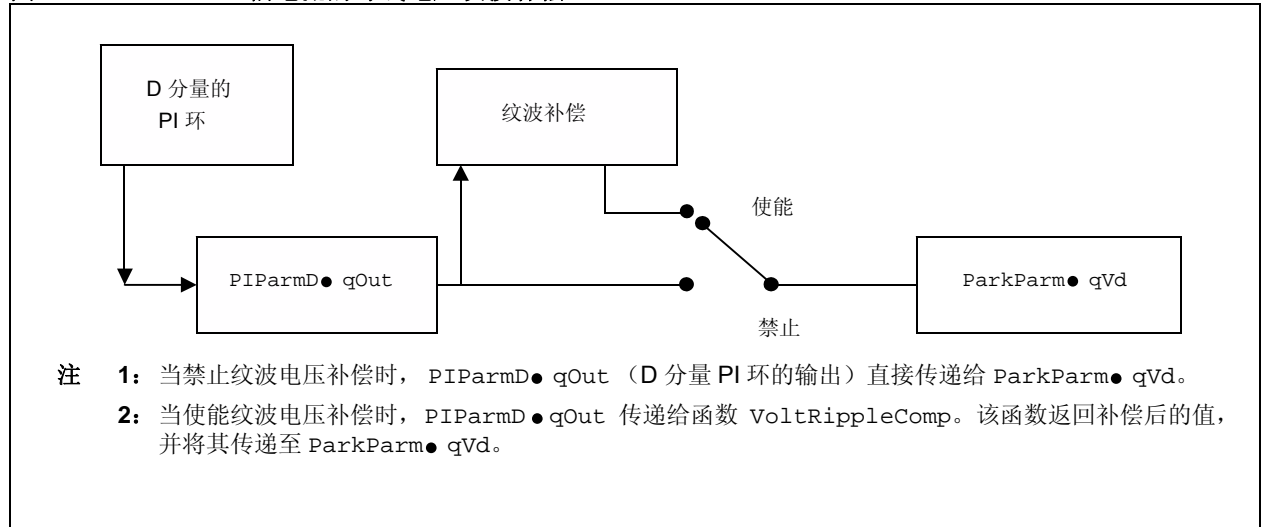 D 分量的
PI 环
纹波补偿
使能
PIParmD● qOut
ParkParm● qVd
禁止
注 1： 当禁止纹波电压补偿时， PIParmD● qOut （D 分量 PI 环的输出）直接传递给 ParkParm● qVd。
2： 当使能纹波电压补偿时，PIParmD●qOut 传递给函数 VoltRippleComp。该函数返回补偿后的值，
并将其传递至 ParkParm● qVd。